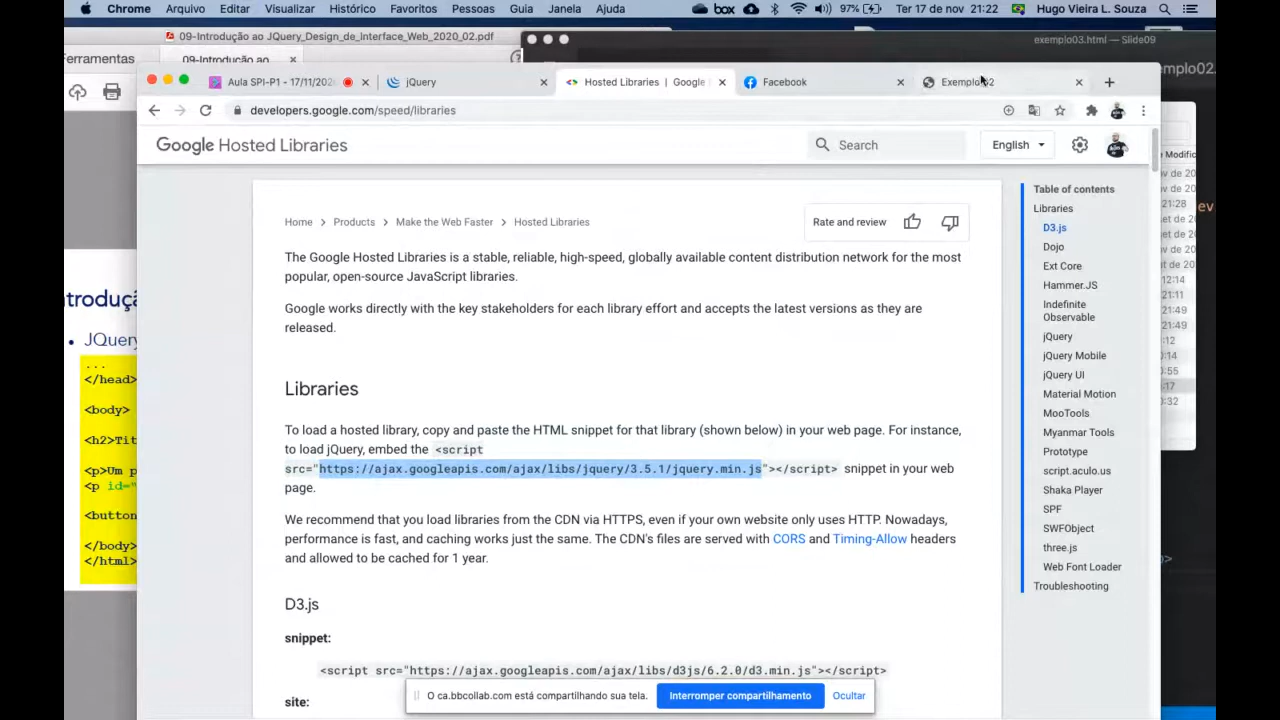 Chrome Arquivo Editar Visualizar Histórico Favoritos Pessoas Guia Janela Ajuda box 97% Ter 17 de nov 21:22 Hugo Vieira L. Souza
09-Introdução ao JQuery_Design_de_Interface_Web_2020_02.pdf
exemplo03.html — Slide09
erramentas
09-Introdução ao
mplo02.
Aula SPI-P1 - 17/11/202
jQuery
Hosted Libraries | Google
Facebook
Exemplo02
developers.google.com/speed/libraries
Google Hosted Libraries
Search
English
Modific
Home > Products > Make the Web Faster > Hosted Libraries
Rate and review
The Google Hosted Libraries is a stable, reliable, high-speed, globally available content distribution network for the most
popular, open-source JavaScript libraries.
Google works directly with the key stakeholders for each library effort and accepts the latest versions as they are
released.
Libraries
To load a hosted library, copy and paste the HTML snippet for that library (shown below) in your web page. For instance,
to load jQuery, embed the <script
src="https://ajax.googleapis.com/ajax/libs/jquery/3.5.1/jquery.min.js"></script> snippet in your web
page.
We recommend that you load libraries from the CDN via HTTPS, even if your own website only uses HTTP. Nowadays,
performance is fast, and caching works just the same. The CDN's files are served with CORS and Timing-Allow headers
and allowed to be cached for 1 year.
D3.js
snippet:
<script src="https://ajax.googleapis.com/ajax/libs/d3js/6.2.0/d3.min.js"></script>
site:
Table of contents
Libraries
D3.js
Dojo
Ext Core
Hammer.JS
Indefinite
Observable
jQuery
jQuery Mobile
jQuery UI
Material Motion
MooTools
Myanmar Tools
Prototype
script.aculo.us
Shaka Player
SPF
SWFObject
three.js
Web Font Loader
Troubleshooting
ntroduçã
• JQuery
...
</head>
<body>
<h2>Tit
<p>Um p
<p id="
<button
</body>
</html>
O ca.bbcollab.com está compartilhando sua tela.
Interromper compartilhamento
Ocultar